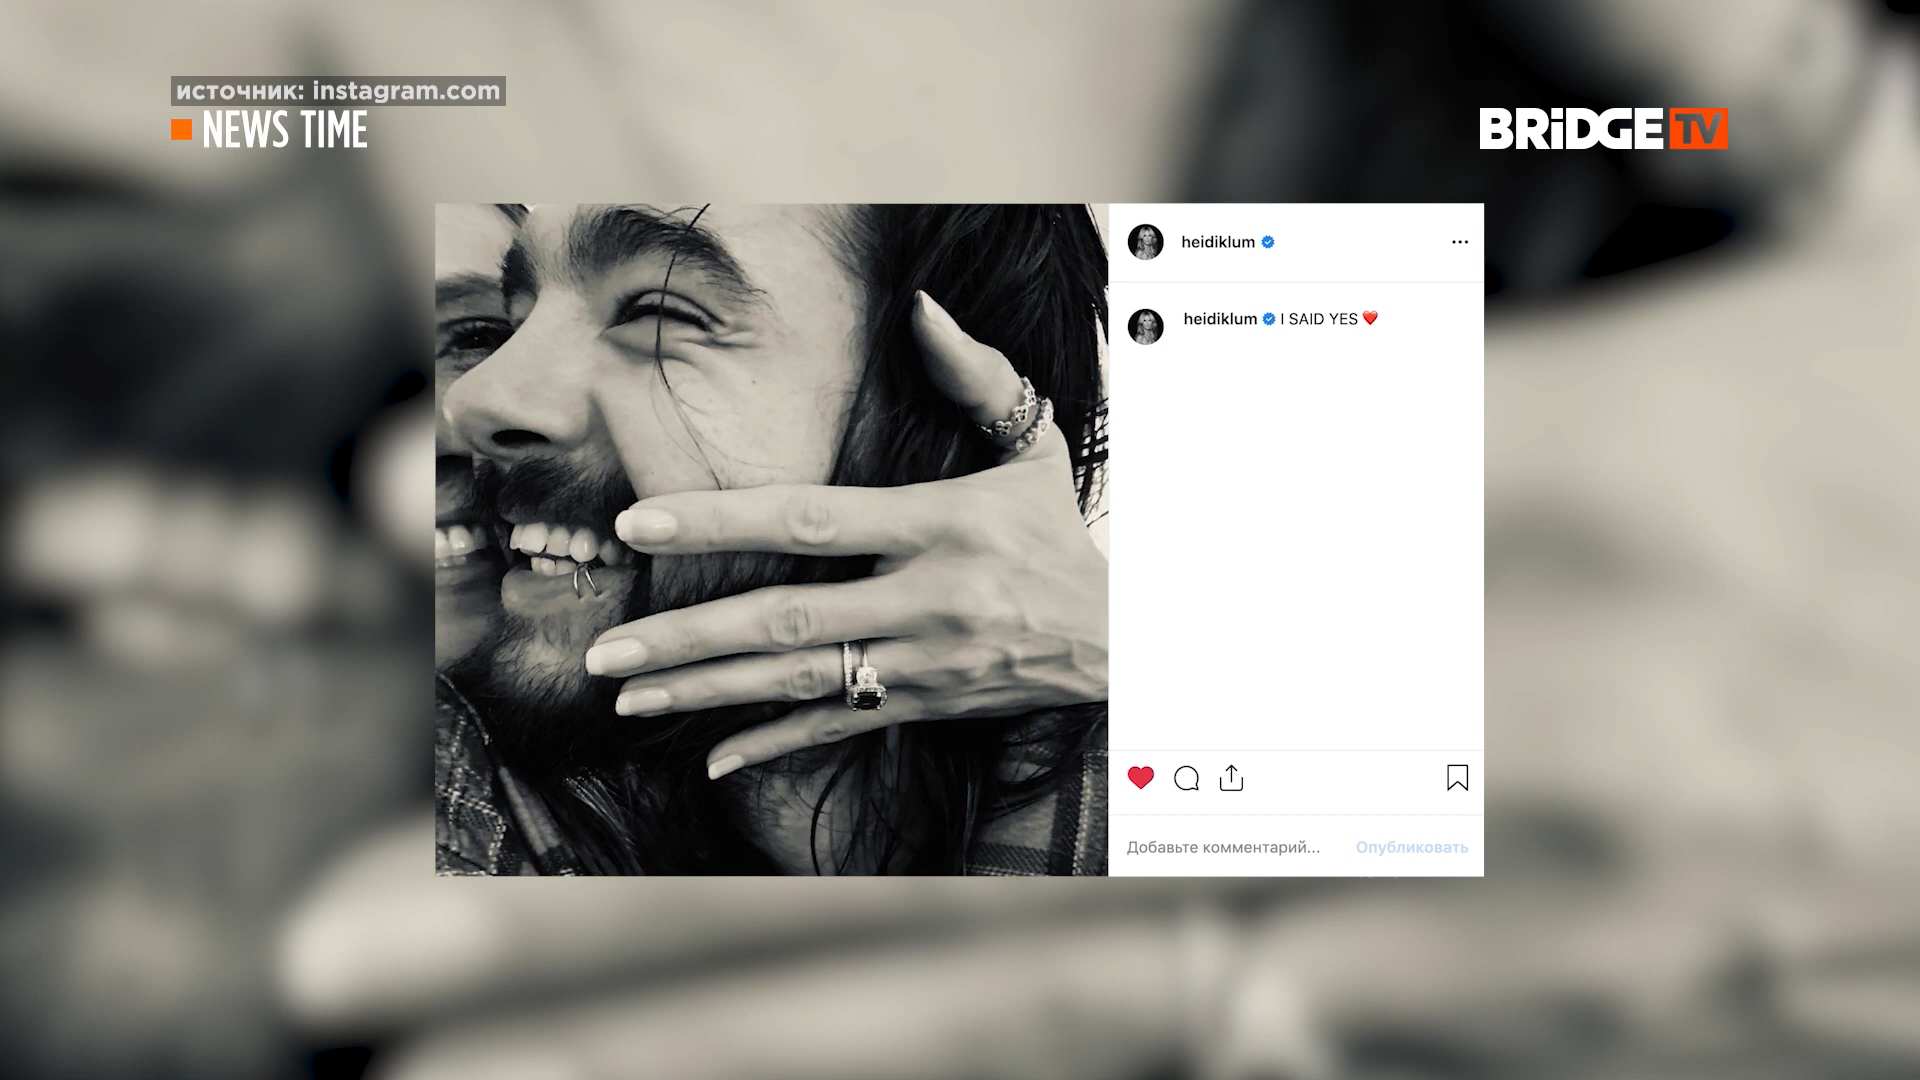 источник: instagram.com
NEWS TIME
BRiDGE TV
heidiklum
heidiklum I SAID YES ❤️
Добавьте комментарий...
Опубликовать